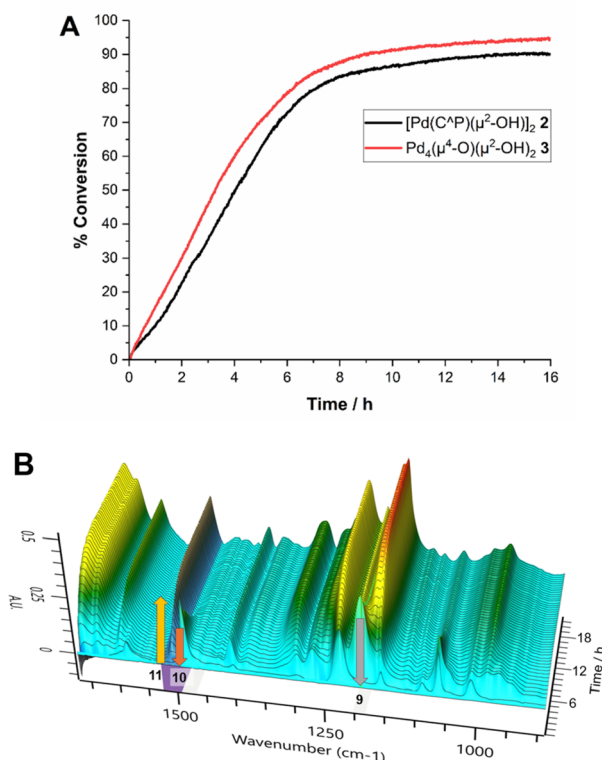 A
100
90
80
70
60
50
40
30
20
10
0
% Conversion
[Pd(C^P)(µ²-OH)]₂ 2
Pd₄(µ⁴-O)(µ²-OH)₂ 3
0 2 4 6 8 10 12 14 16
Time / h
B
0.5
0.25
0
A.U.
11 10 9
1500 1250 1000
Wavenumber (cm-1)
18
12
6
Time / h